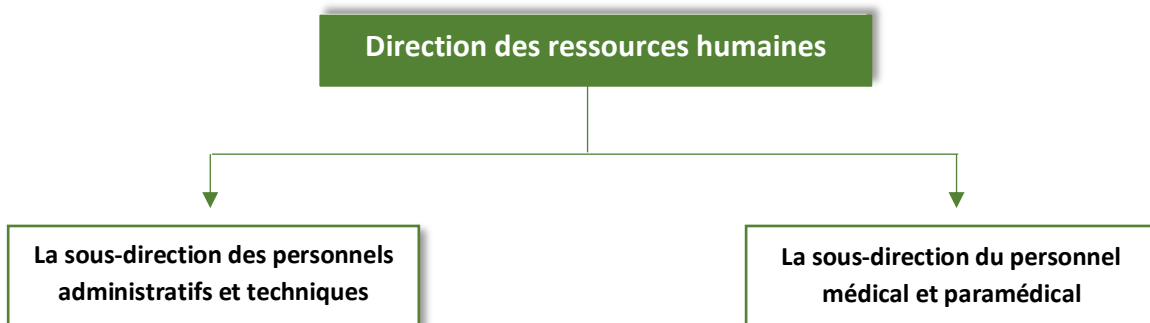 Direction des ressources humaines
La sous-direction des personnels
administratifs et techniques
La sous-direction du personnel
médical et paramédical